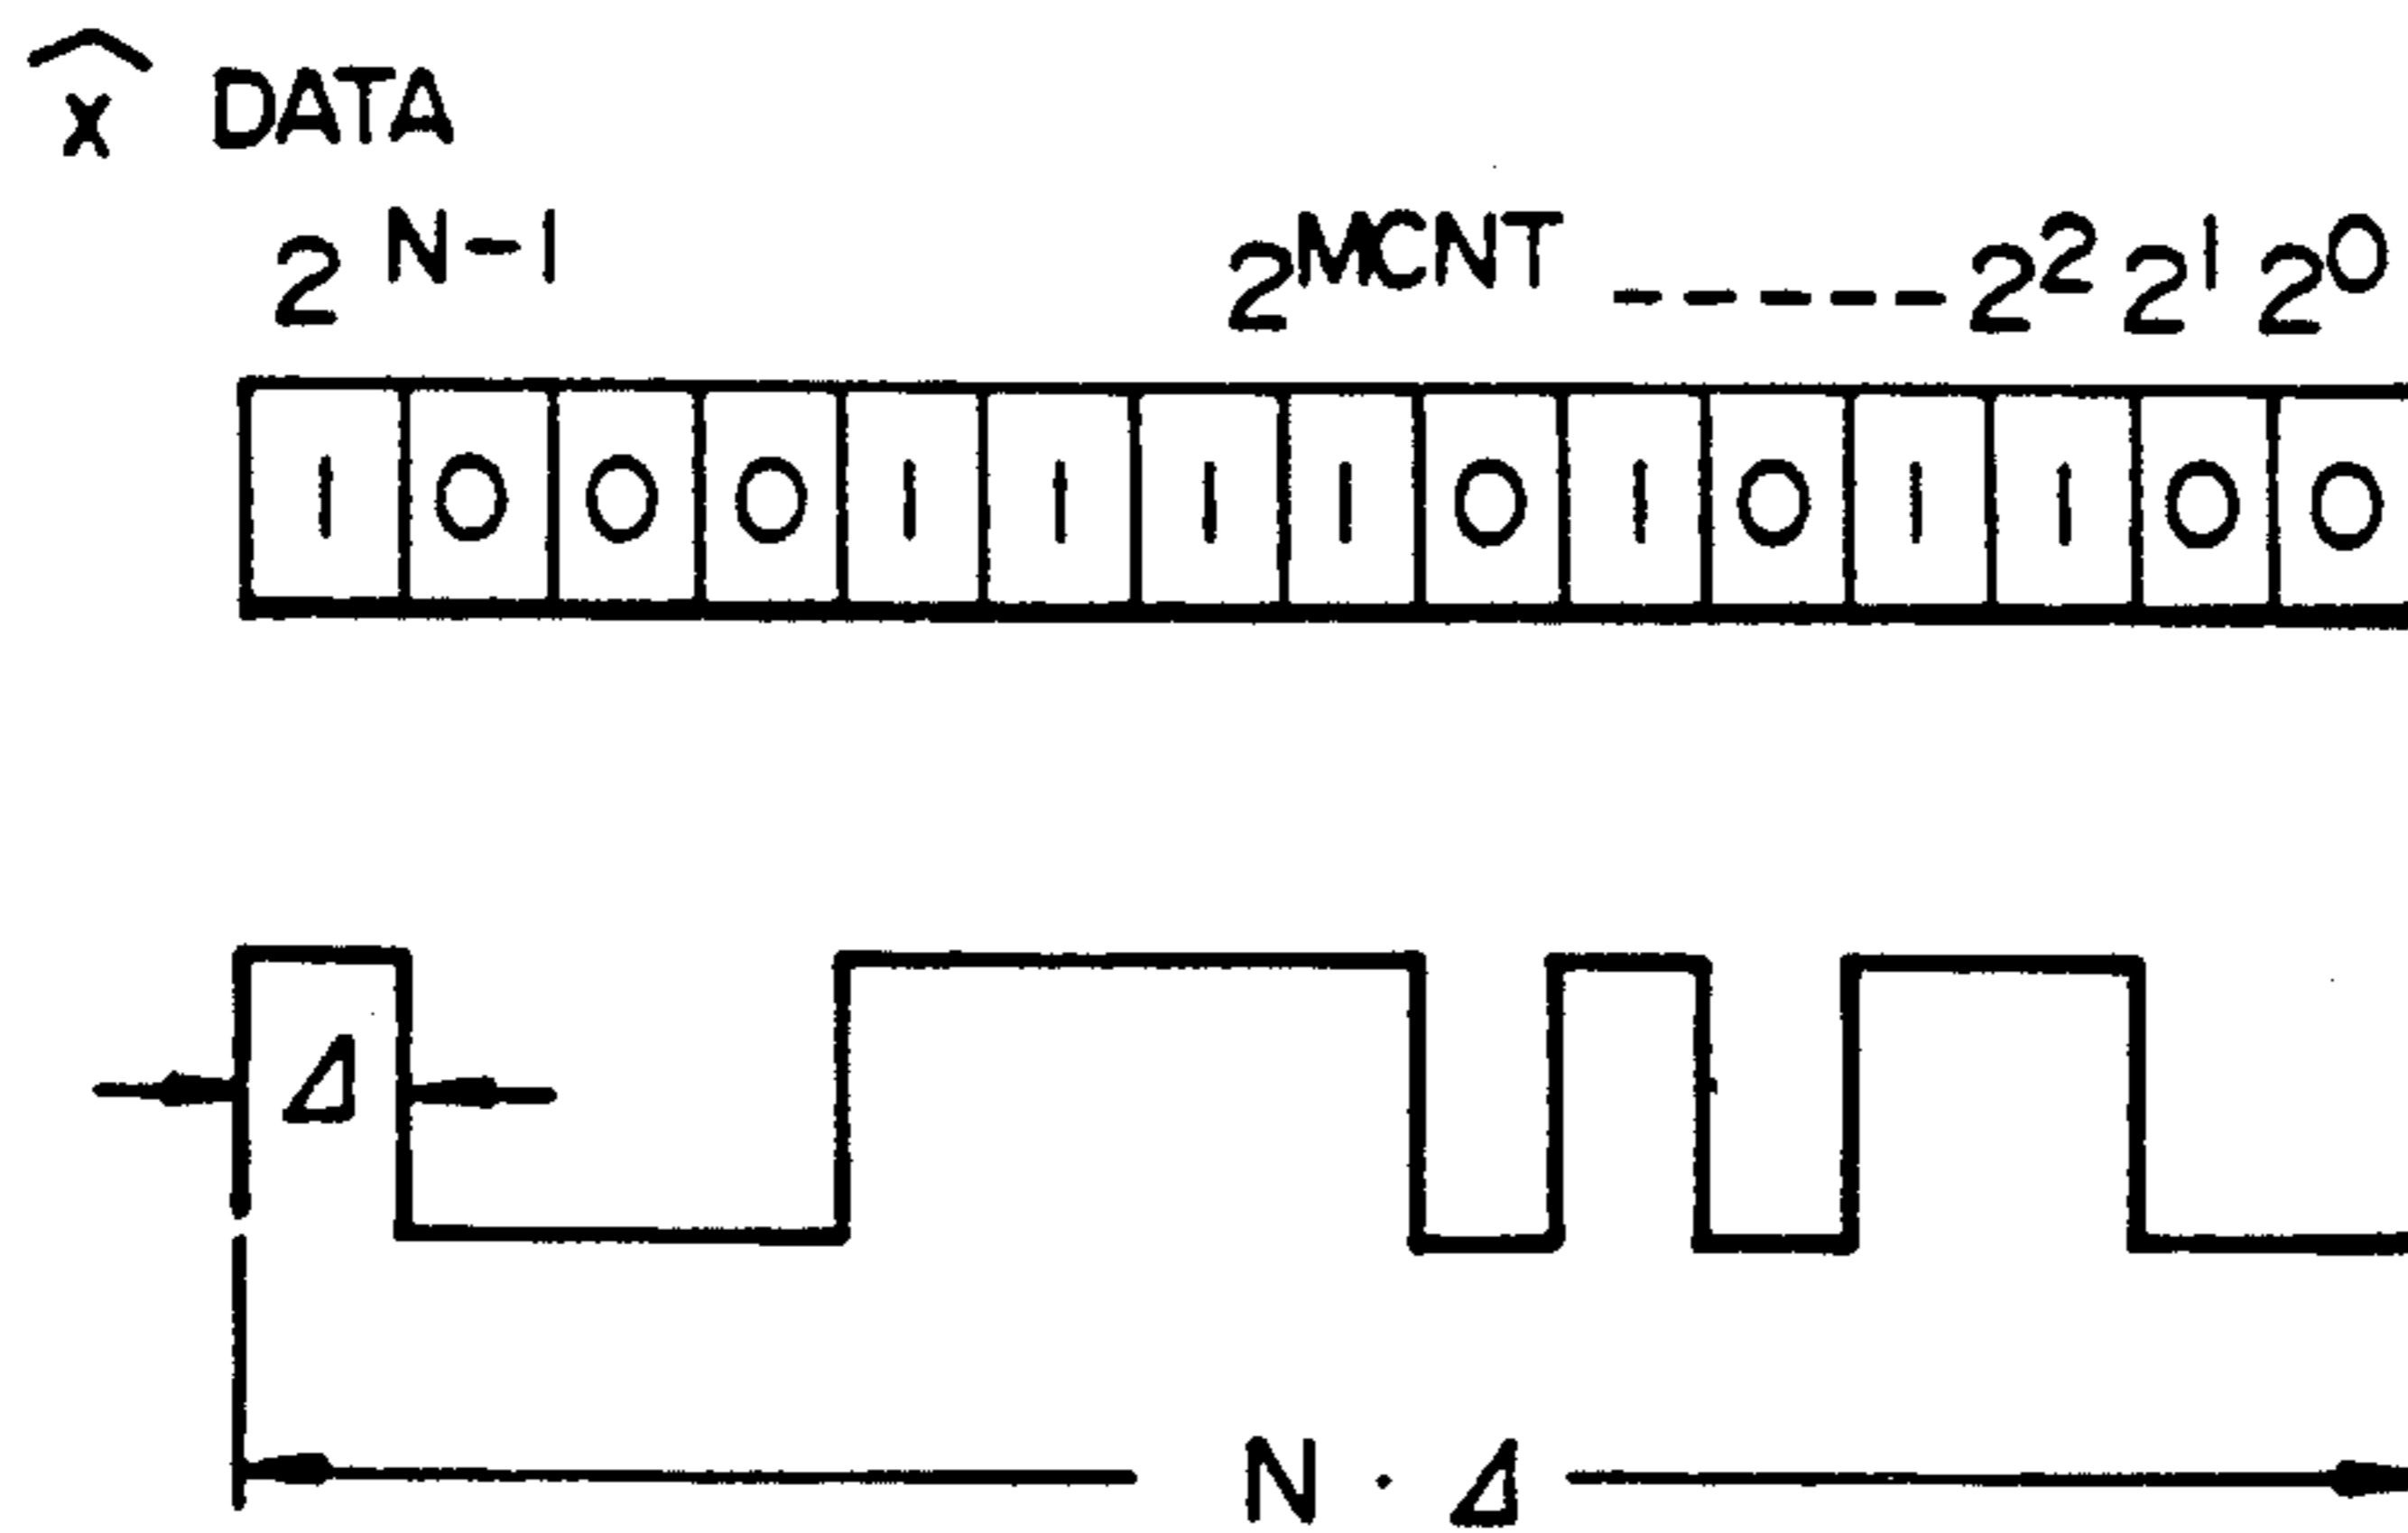 x̂ DATA
2^N-1 2^MCNT ----- 2^2 2^1 2^0
1 0 0 0 1 1 1 1 0 1 0 1 1 0 0
Δ
N · Δ